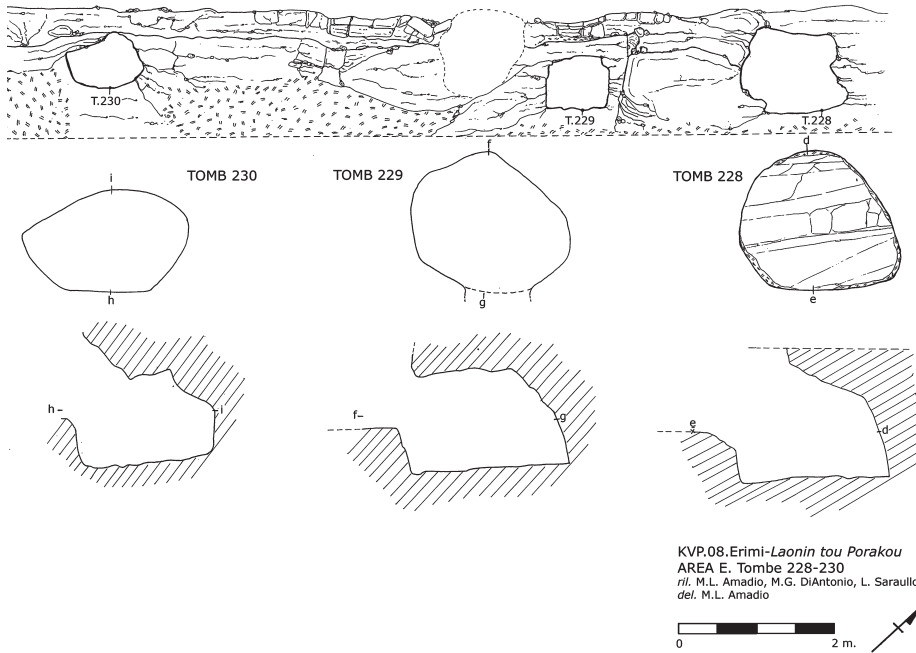 T.230
T.229
T.228
TOMB 230
TOMB 229
TOMB 228
i
f
d
h
g
e
h
i
f
g
e
d
KVP.08.Erimi-Laonin tou Porakou
AREA E. Tombe 228-230
ril. M.L. Amadio, M.G. DiAntonio, L. Saraullo
del. M.L. Amadio
0 2 m.